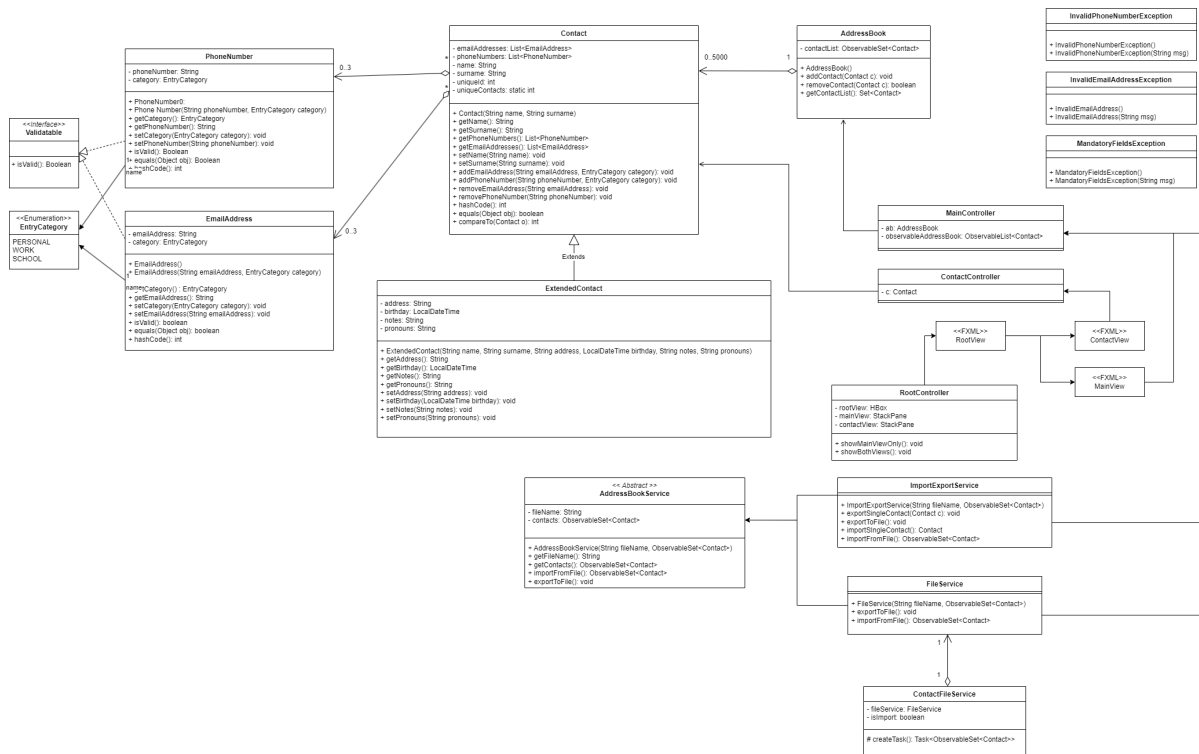 InvalidPhoneNumberException
+ InvalidPhoneNumberException()
+ InvalidPhoneNumberException(String msg)
InvalidEmailAddressException
+ InvalidEmailAddress()
+ InvalidEmailAddress(String msg)
MandatoryFieldsException
+ MandatoryFieldsException()
+ MandatoryFieldsException(String msg)
Contact
- emailAddresses: List<EmailAddress>
- phoneNumbers: List<PhoneNumber>
- name: String
- surname: String
- uniqueId: int
- uniqueContacts: static int
+ Contact(String name, String surname)
+ getName(): String
+ getSurname(): String
+ getPhoneNumbers(): List<PhoneNumber>
+ getEmailAddresses(): List<EmailAddress>
+ setName(String name): void
+ setSurname(String surname): void
+ addEmailAddress(String emailAddress, EntryCategory category): void
+ addPhoneNumber(String phoneNumber, EntryCategory category): void
+ removeEmailAddress(String emailAddress): void
+ removePhoneNumber(String phoneNumber): void
+ hashCode(): int
+ equals(Object obj): boolean
+ compareTo(Contact o): int
AddressBook
- contactList: ObservableSet<Contact>
+ AddressBook()
+ addContact(Contact c): void
+ removeContact(Contact c): boolean
+ getContactList(): Set<Contact>
0..5000
1
*
*
0..3
0..3
PhoneNumber
- phoneNumber: String
- category: EntryCategory
+ PhoneNumber0:
+ Phone Number(String phoneNumber, EntryCategory category)
+ getCategory(): EntryCategory
+ getPhoneNumber(): String
+ setCategory(EntryCategory category): void
+ setPhoneNumber(String phoneNumber): void
+ isValid(): Boolean
+ equals(Object obj): Boolean
hashCode(): int
1
name
<<Interface>>
Validatable
+ isValid(): Boolean
<<Enumeration>>
EntryCategory
PERSONAL
WORK
SCHOOL
EmailAddress
- emailAddress: String
- category: EntryCategory
+ EmailAddress()
+ EmailAddress(String emailAddress, EntryCategory category)
1
name
getCategory() : EntryCategory
+ getEmailAddress(): String
+ setCategory(EntryCategory category): void
+ setEmailAddress(String emailAddress): void
+ isValid(): boolean
+ equals(Object obj): boolean
+ hashCode(): int
Extends
ExtendedContact
- address: String
- birthday: LocalDateTime
- notes: String
- pronouns: String
+ ExtendedContact(String name, String surname, String address, LocalDateTime birthday, String notes, String pronouns)
+ getAddress(): String
+ getBirthday(): LocalDateTime
+ getNotes(): String
+ getPronouns(): String
+ setAddress(String address): void
+ setBirthday(LocalDateTime birthday): void
+ setNotes(String notes): void
+ setPronouns(String pronouns): void
MainController
- ab: AddressBook
- observableAddressBook: ObservableList<Contact>
ContactController
- c: Contact
<<FXML>>
RootView
<<FXML>>
ContactView
<<FXML>>
MainView
RootController
- rootView: HBox
- mainView: StackPane
- contactView: StackPane
+ showMainViewOnly(): void
+ showBothViews(): void
<< Abstract >>
AddressBookService
- fileName: String
- contacts: ObservableSet<Contact>
+ AddressBookService(String fileName, ObservableSet<Contact>)
+ getFileName(): String
+ getContacts(): ObservableSet<Contact>
+ importFromFile(): ObservableSet<Contact>
+ exportToFile(): void
ImportExportService
+ ImportExportService(String fileName, ObservableSet<Contact>)
+ exportSingleContact(Contact c): void
+ exportToFile(): void
+ importSIngleContact(): Contact
+ importFromFile(): ObservableSet<Contact>
FileService
+ FileService(String fileName, ObservableSet<Contact>)
+ exportToFile(): void
+ importFromFile(): ObservableSet<Contact>
1
1
ContactFileService
- fileService: FileService
- isImport: boolean
# createTask(): Task<ObservableSet<Contact>>